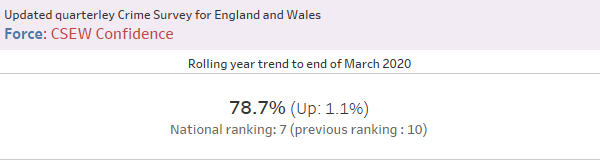 Updated quarterley Crime Survey for England and Wales
Force: CSEW Confidence
Rolling year trend to end of March 2020
78.7% (Up: 1.1%)
National ranking: 7 (previous ranking : 10)